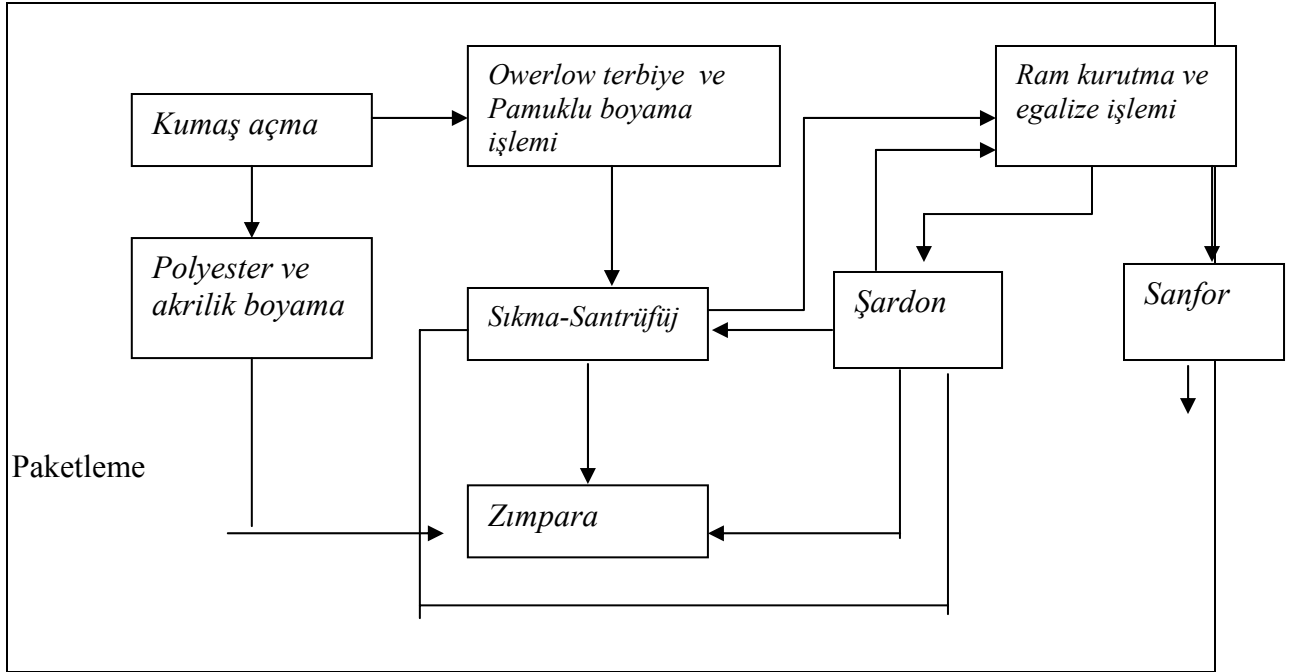 Kumaş açma
Owerlow terbiye ve
Pamuklu boyama
işlemi
Ram kurutma ve
egalize işlemi
Polyester ve
akrilik boyama
Sıkma-Santrüfüj
Şardon
Sanfor
Paketleme
Zımpara